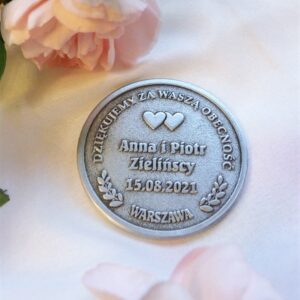 DZIĘKUJEMY ZA WASZĄ OBECNOŚĆ
Anna i Piotr
Zielińscy
15.08.2021
WARSZAWA